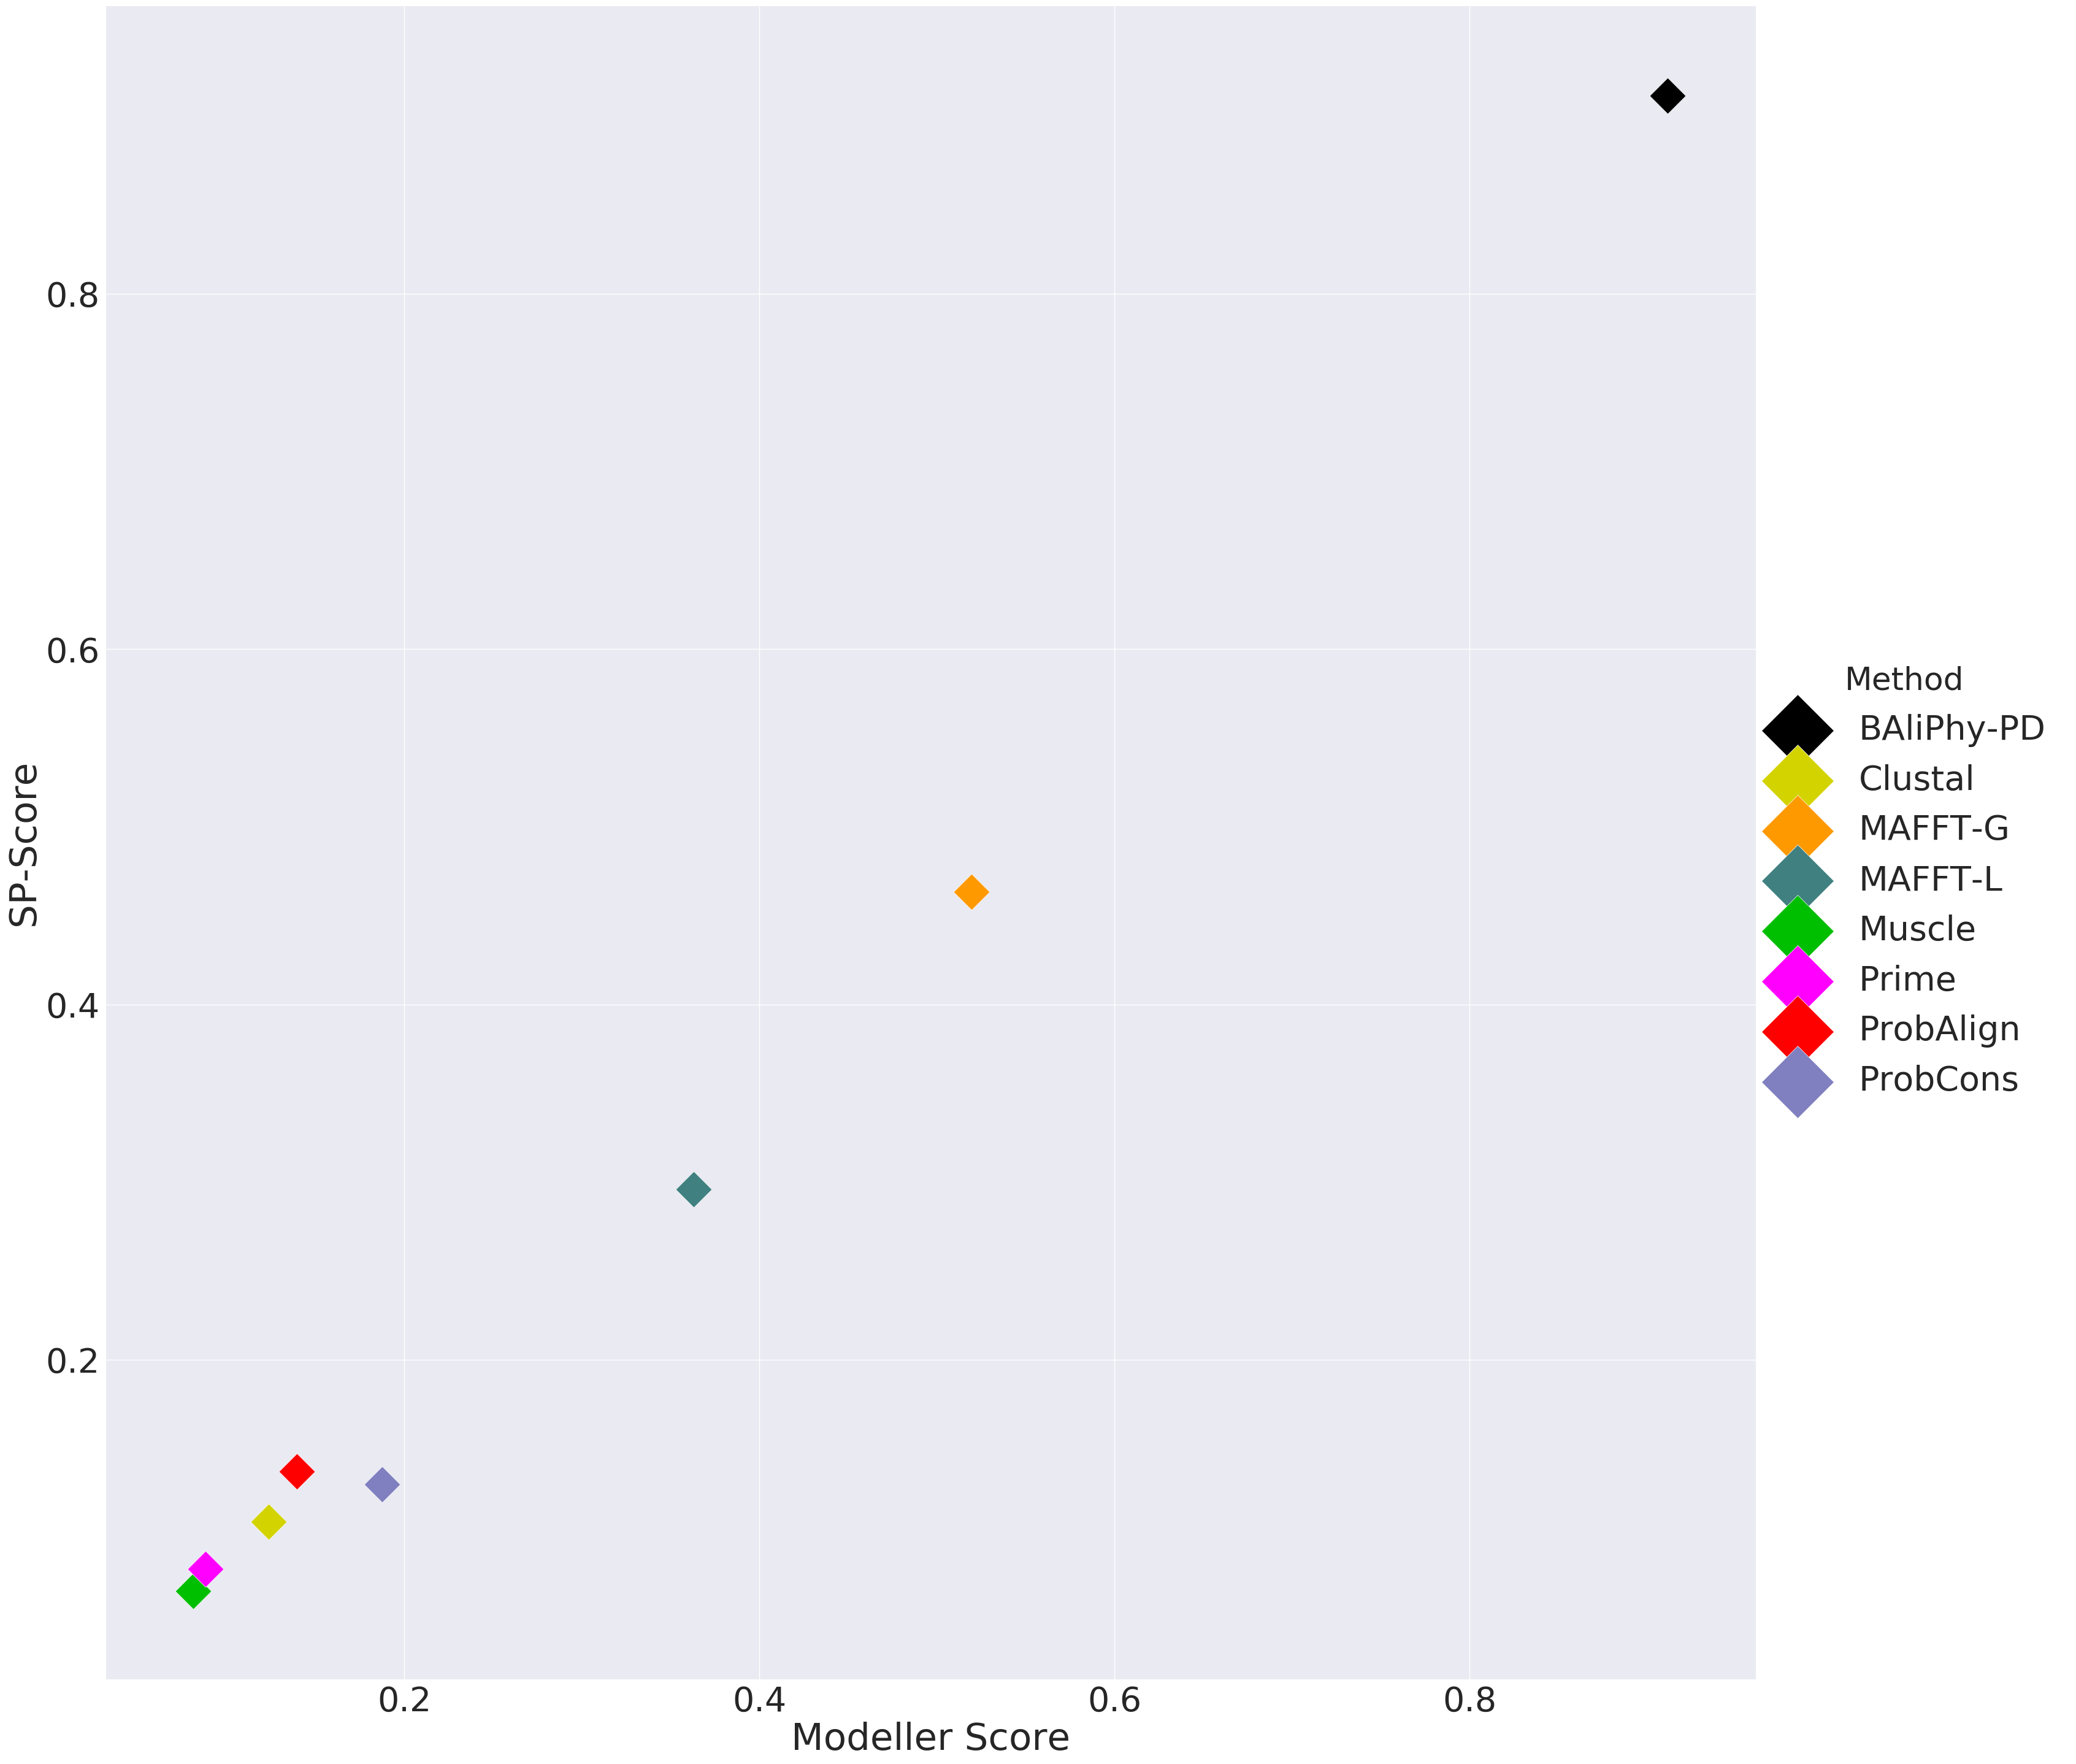 0.8
0.6
0.4
0.2
SP-Score
0.2
0.4
0.6
0.8
Modeller Score
Method
BAliPhy-PD
Clustal
MAFFT-G
MAFFT-L
Muscle
Prime
ProbAlign
ProbCons